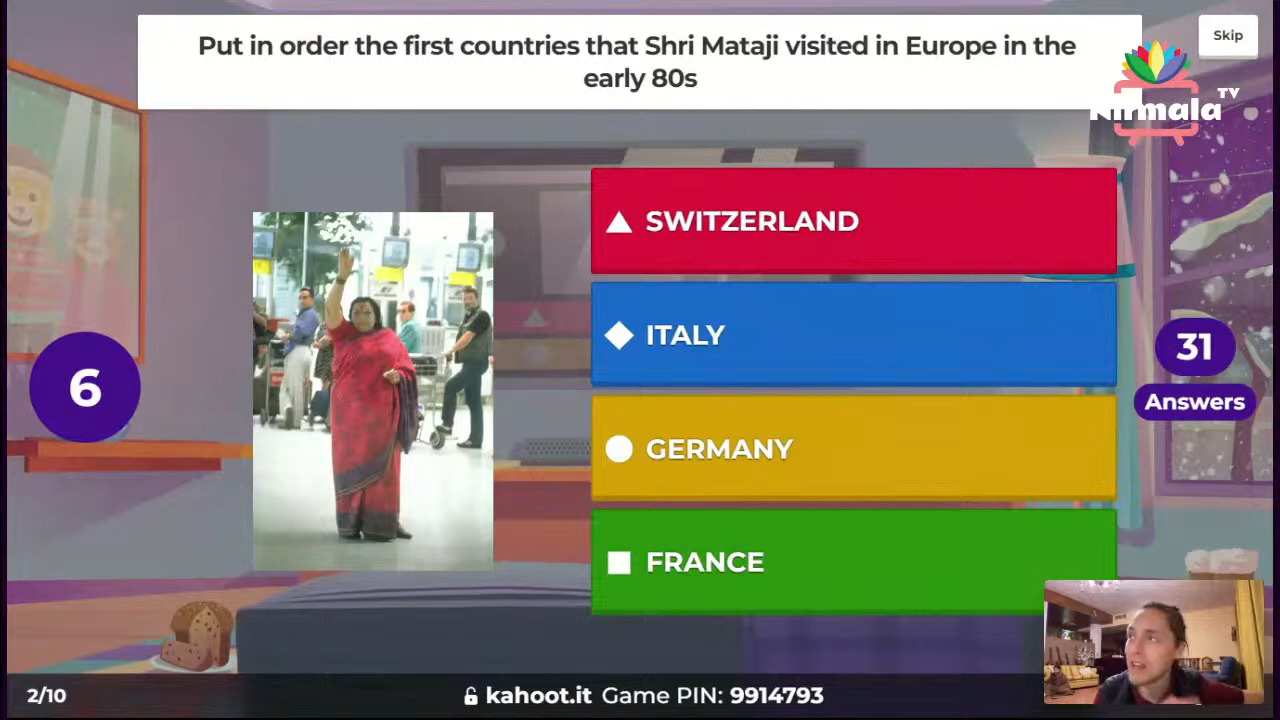 Put in order the first countries that Shri Mataji visited in Europe in the
early 80s
Skip
Nirmala TV
SWITZERLAND
ITALY
6
31
Answers
GERMANY
FRANCE
2/10
kahoot.it Game PIN: 9914793